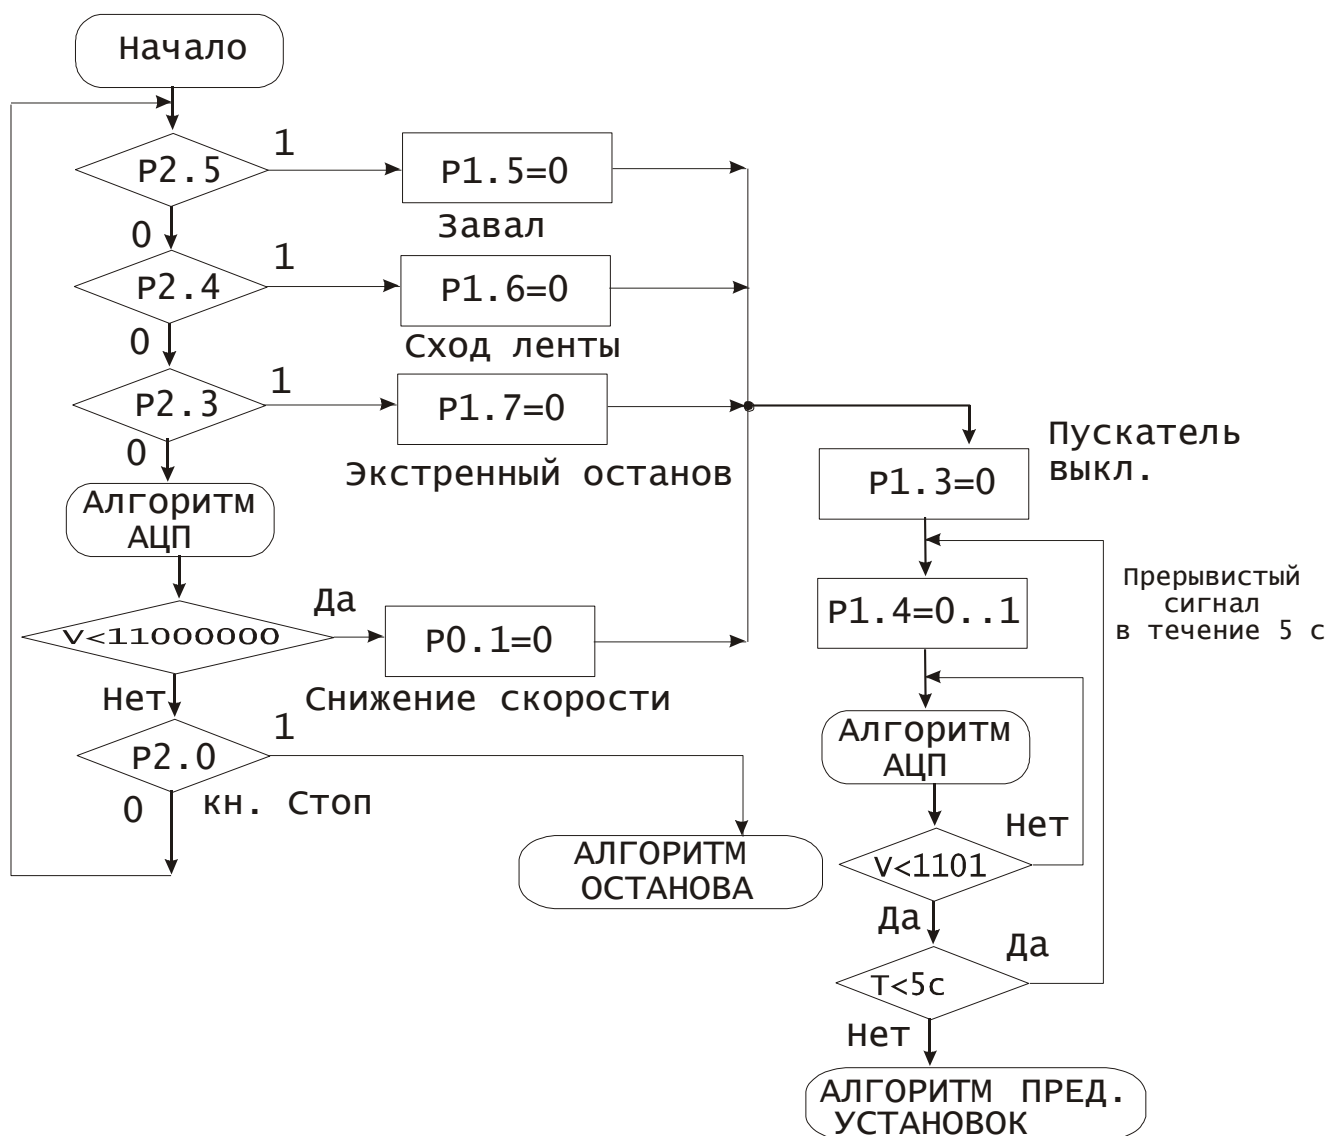 Начало
P2.5
1
P1.5=0
Завал
0
P2.4
1
P1.6=0
Сход ленты
0
P2.3
1
P1.7=0
Экстренный останов
0
Алгоритм
АЦП
V<11000000
Да
P0.1=0
Снижение скорости
Нет
P2.0
1
кн. Стоп
0
АЛГОРИТМ
ОСТАНОВА
Пускатель
выкл.
P1.3=0
Прерывистый
сигнал
в течение 5 с
P1.4=0..1
Алгоритм
АЦП
V<1101
Нет
Да
T<5c
Да
Нет
АЛГОРИТМ ПРЕД.
УСТАНОВОК